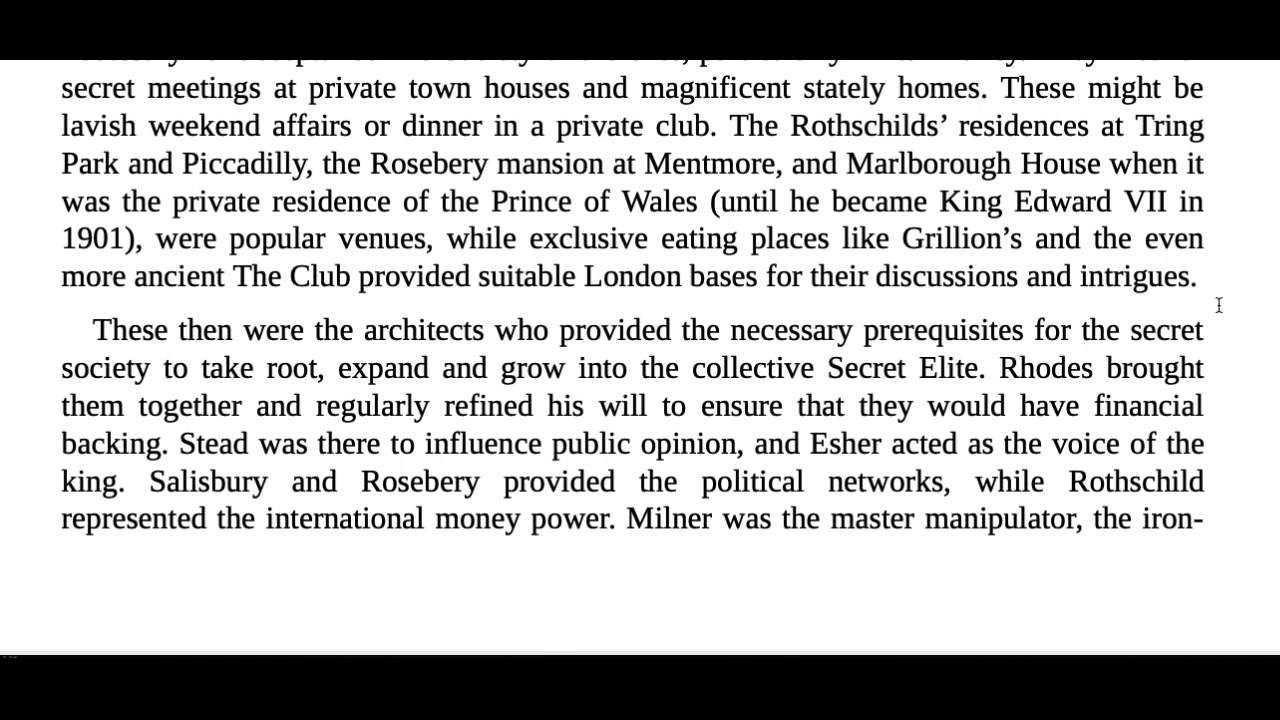 secret meetings at private town houses and magnificent stately homes. These might be
lavish weekend affairs or dinner in a private club. The Rothschilds’ residences at Tring
Park and Piccadilly, the Rosebery mansion at Mentmore, and Marlborough House when it
was the private residence of the Prince of Wales (until he became King Edward VII in
1901), were popular venues, while exclusive eating places like Grillion’s and the even
more ancient The Club provided suitable London bases for their discussions and intrigues.
These then were the architects who provided the necessary prerequisites for the secret
society to take root, expand and grow into the collective Secret Elite. Rhodes brought
them together and regularly refined his will to ensure that they would have financial
backing. Stead was there to influence public opinion, and Esher acted as the voice of the
king. Salisbury and Rosebery provided the political networks, while Rothschild
represented the international money power. Milner was the master manipulator, the iron-